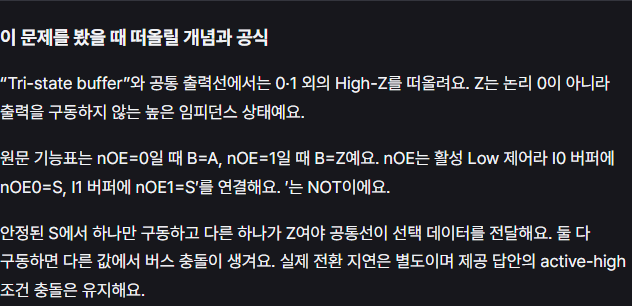 이 문제를 봤을 때 떠올릴 개념과 공식
“Tri-state buffer”와 공통 출력선에서는 0·1 외의 High-Z를 떠올려요. Z는 논리 0이 아니라
출력을 구동하지 않는 높은 임피던스 상태예요.
원문 기능표는 nOE=0일 때 B=A, nOE=1일 때 B=Z예요. nOE는 활성 Low 제어라 I0 버퍼에
nOE0=S, I1 버퍼에 nOE1=S′를 연결해요. ′는 NOT이에요.
안정된 S에서 하나만 구동하고 다른 하나가 Z여야 공통선이 선택 데이터를 전달해요. 둘 다
구동하면 다른 값에서 버스 충돌이 생겨요. 실제 전환 지연은 별도이며 제공 답안의 active-high
조건 충돌은 유지해요.